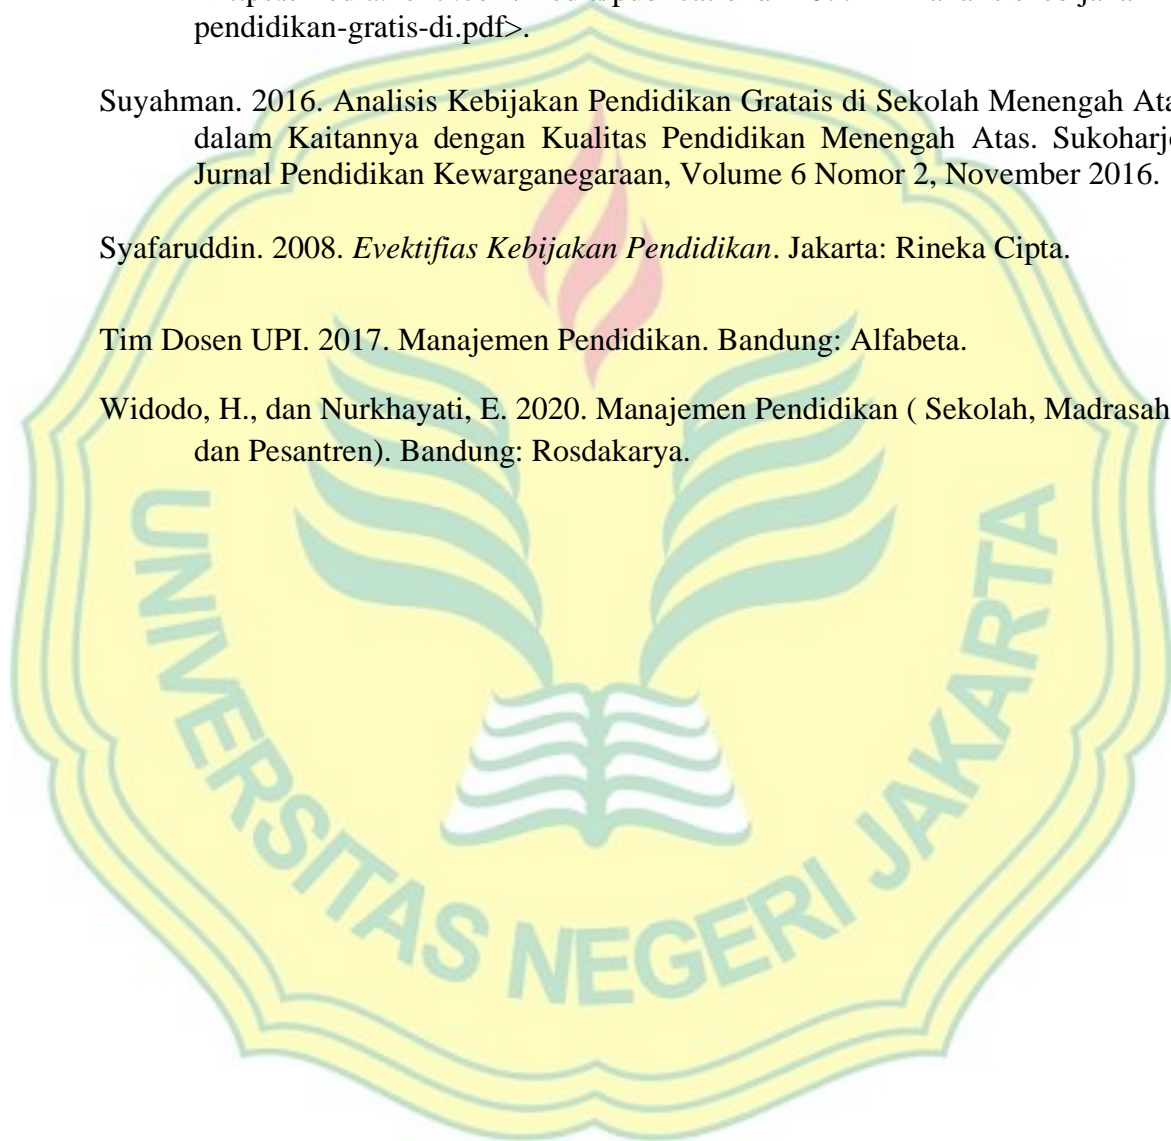 pendidikan-gratis-di.pdf>.
Suyahman. 2016. Analisis Kebijakan Pendidikan Gratais di Sekolah Menengah
dalam Kaitannya dengan Kualitas Pendidikan Menengah Atas.
Jurnal Pendidikan Kewarganegaraan, Volume 6 Nomor 2, November 2016.
Syafaruddin. 2008. Evektifias Kebijakan Pendidikan. Jakarta: Rineka Cipta.
Tim Dosen UPI. 2017. Manajemen Pendidikan. Bandung: Alfabeta.
Widodo, H., dan Nurkhayati, E. 2020. Manajemen Pendidikan ( Sekolah, Madrasah
dan Pesantren). Bandung: Rosdakarya.
UNIVERSITAS NEGERI JAKARTA